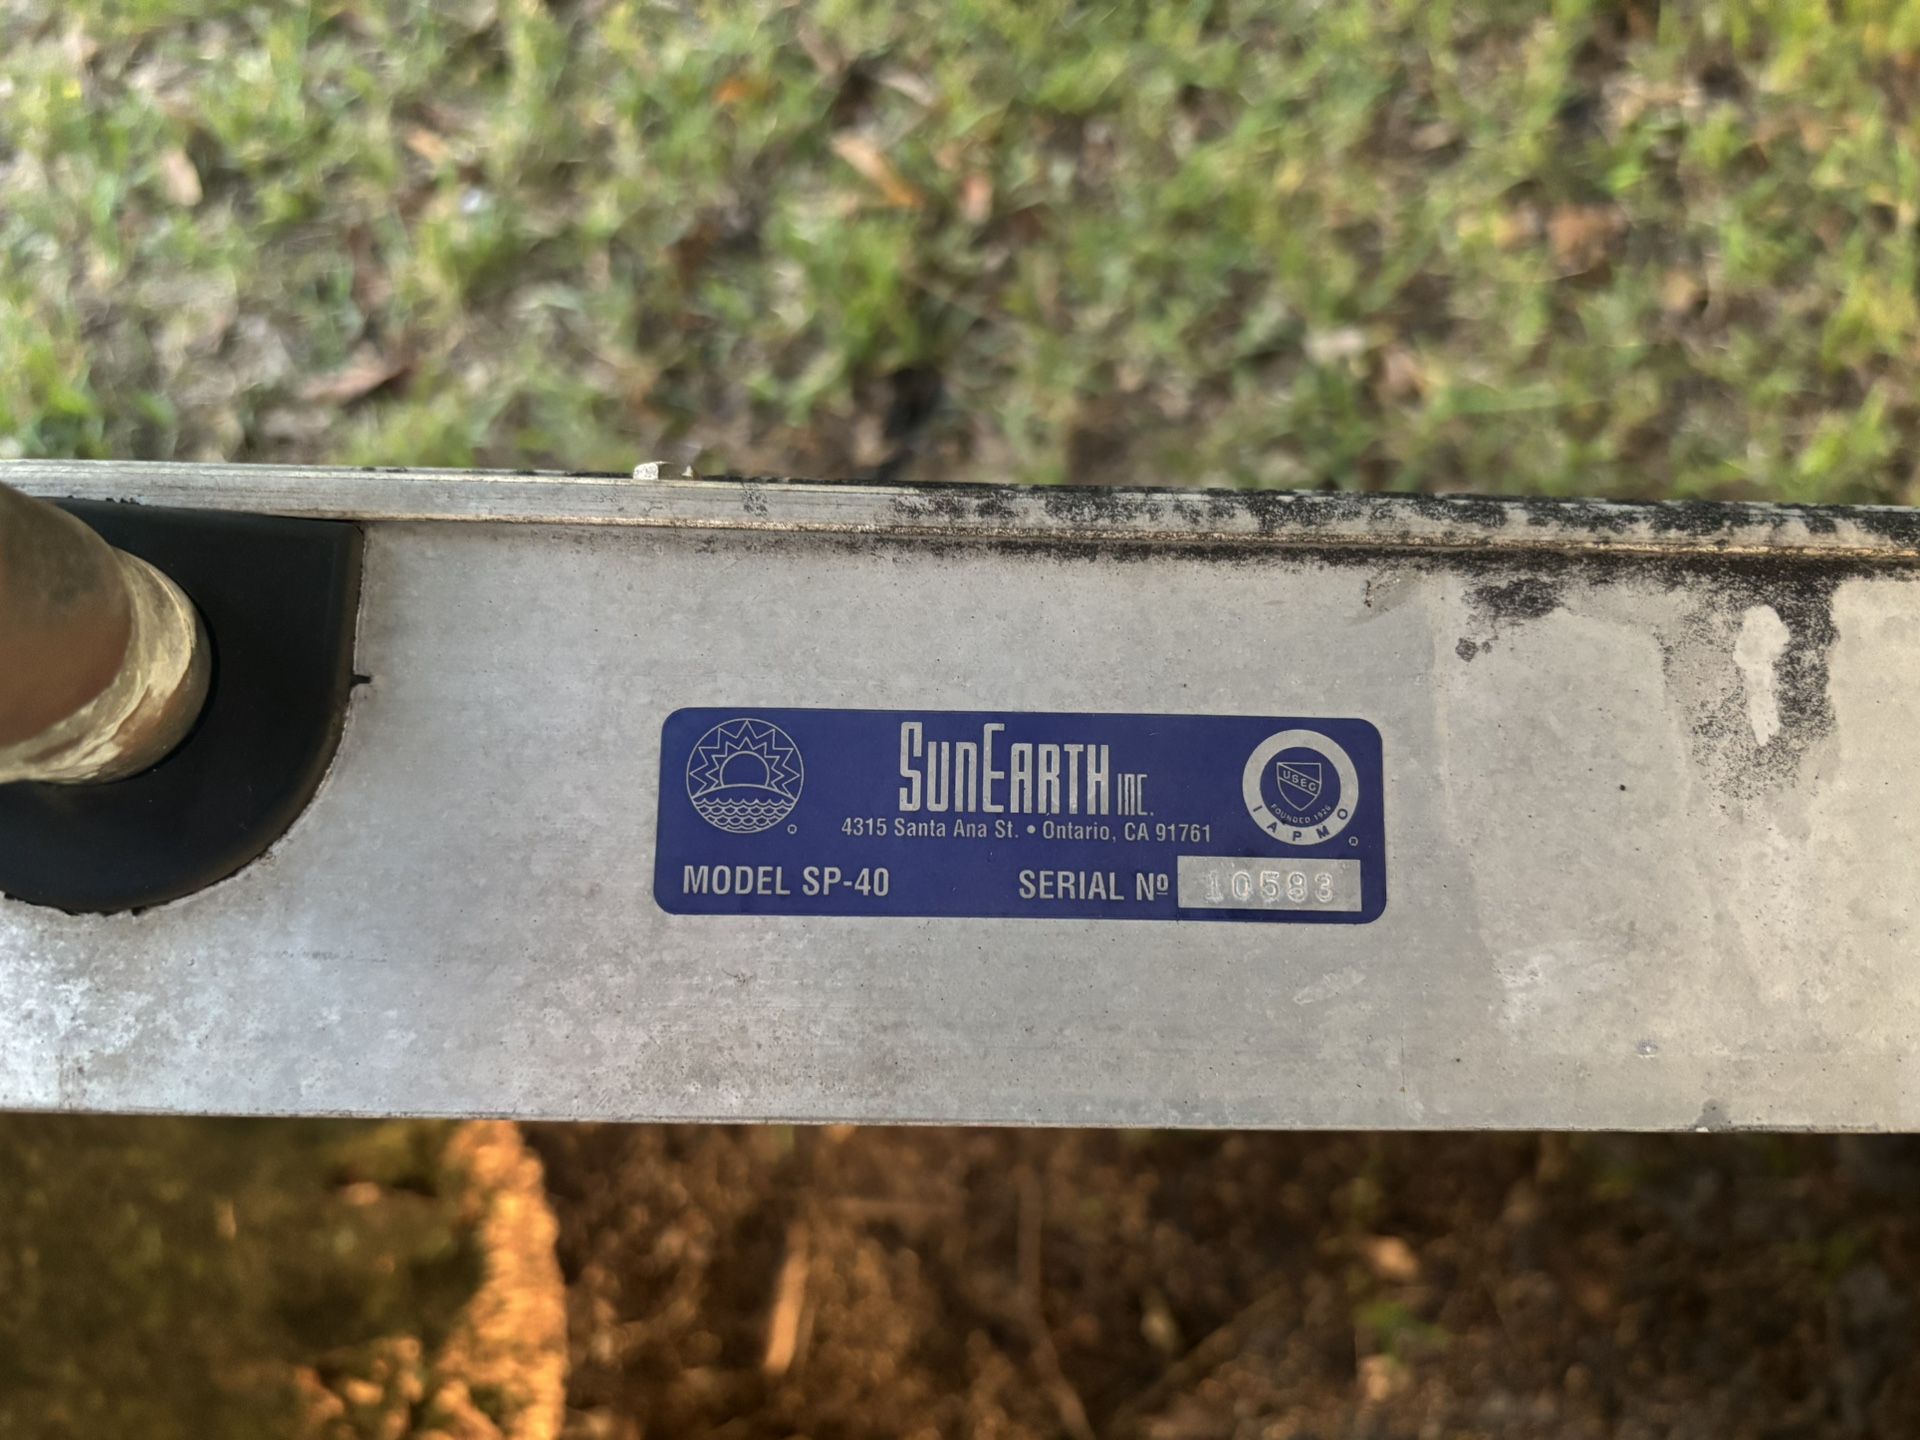 SunEarth Inc.
4315 Santa Ana St. • Ontario, CA 91761
MODEL SP-40
SERIAL Nº 10583
USEC
FOUNDED 1926
IAPMO
®
®